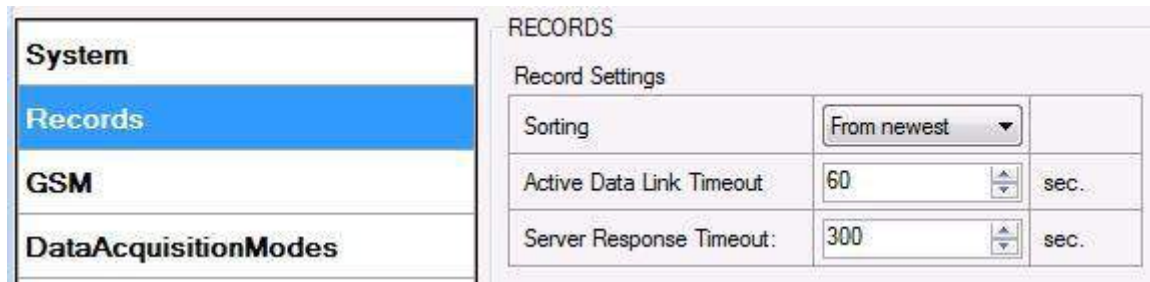 System
Records
GSM
DataAcquisitionModes
RECORDS
Record Settings
Sorting From newest
Active Data Link Timeout 60 sec.
Server Response Timeout: 300 sec.